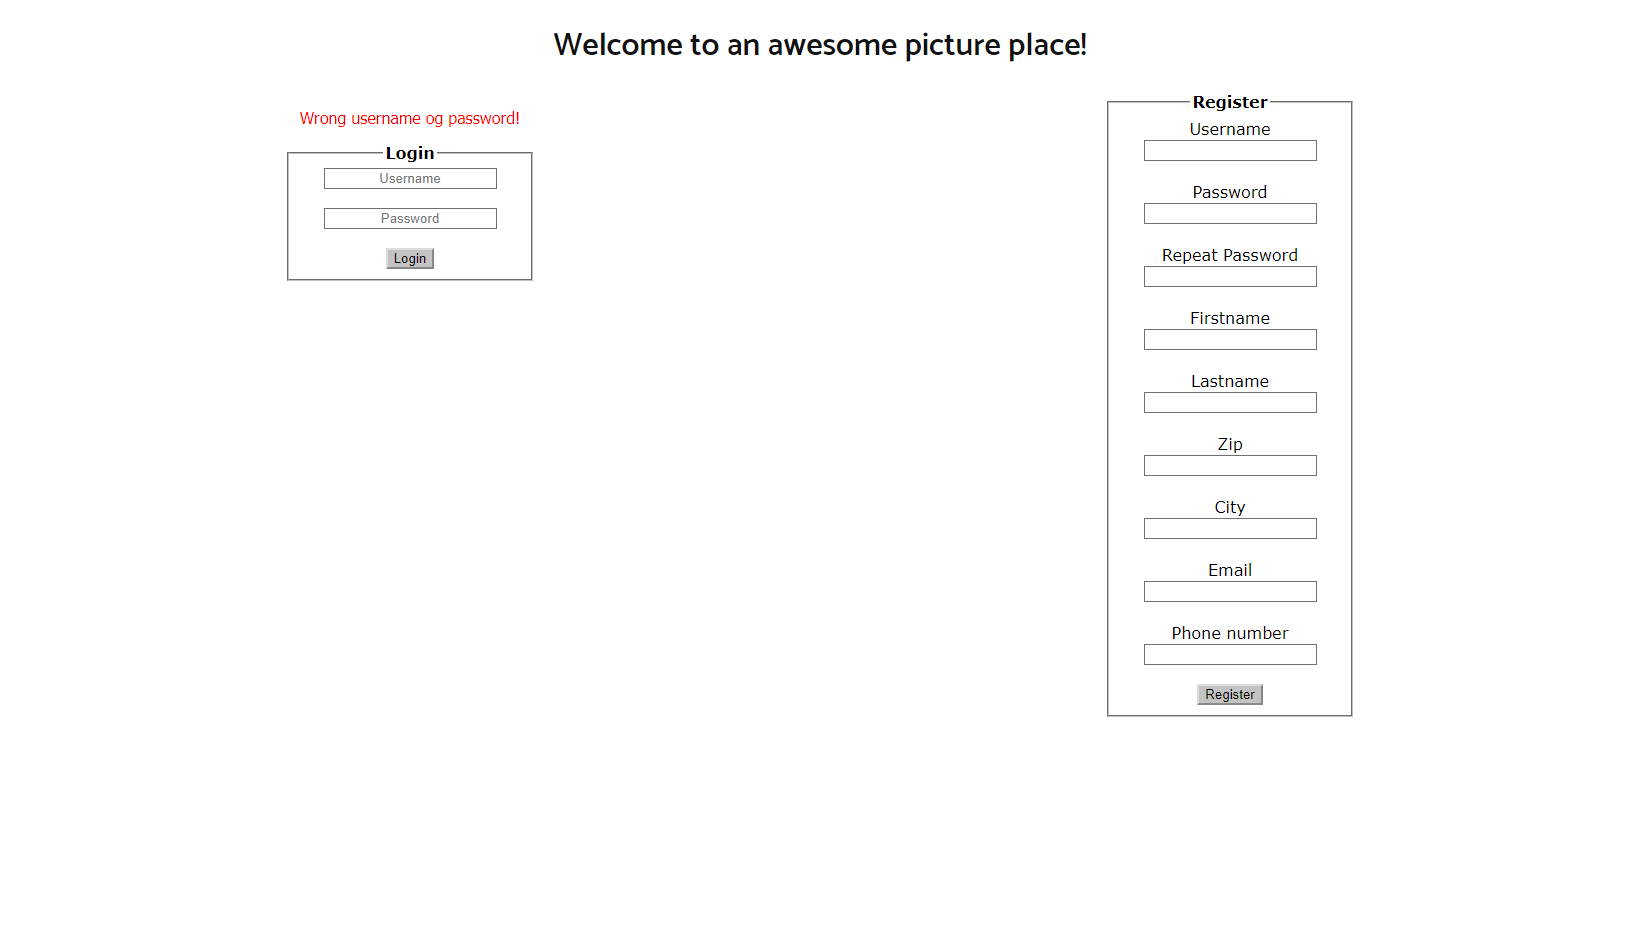 Welcome to an awesome picture place!
Wrong username og password!
Login
Username
Password
Login
Register
Username
Password
Repeat Password
Firstname
Lastname
Zip
City
Email
Phone number
Register